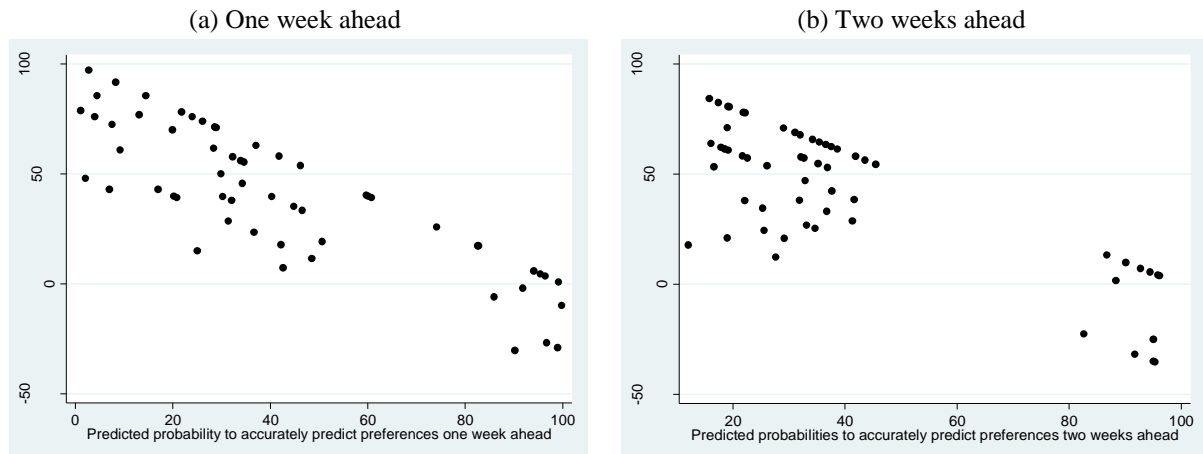 (a) One week ahead
100
50
0
-50
0 20 40 60 80 100
Predicted probability to accurately predict preferences one week ahead
(b) Two weeks ahead
100
50
0
-50
20 40 60 80 100
Predicted probabilities to accurately predict preferences two weeks ahead